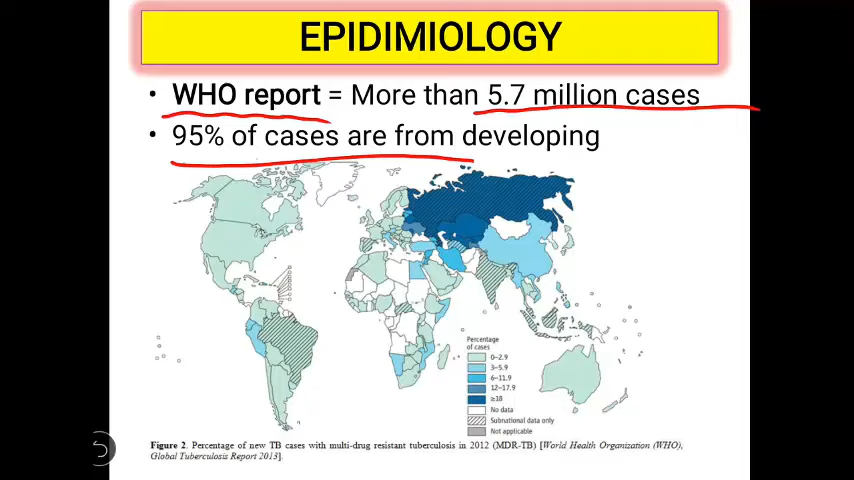 EPIDIMIOLOGY
• WHO report = More than 5.7 million cases
• 95% of cases are from developing
Percentage
of cases
0–2.9
3–5.9
6–11.9
12–17.9
≥18
No data
Subnational data only
Not applicable
Figure 2. Percentage of new TB cases with multi-drug resistant tuberculosis in 2012 (MDR-TB) [World Health Organization (WHO),
Global Tuberculosis Report 2013].